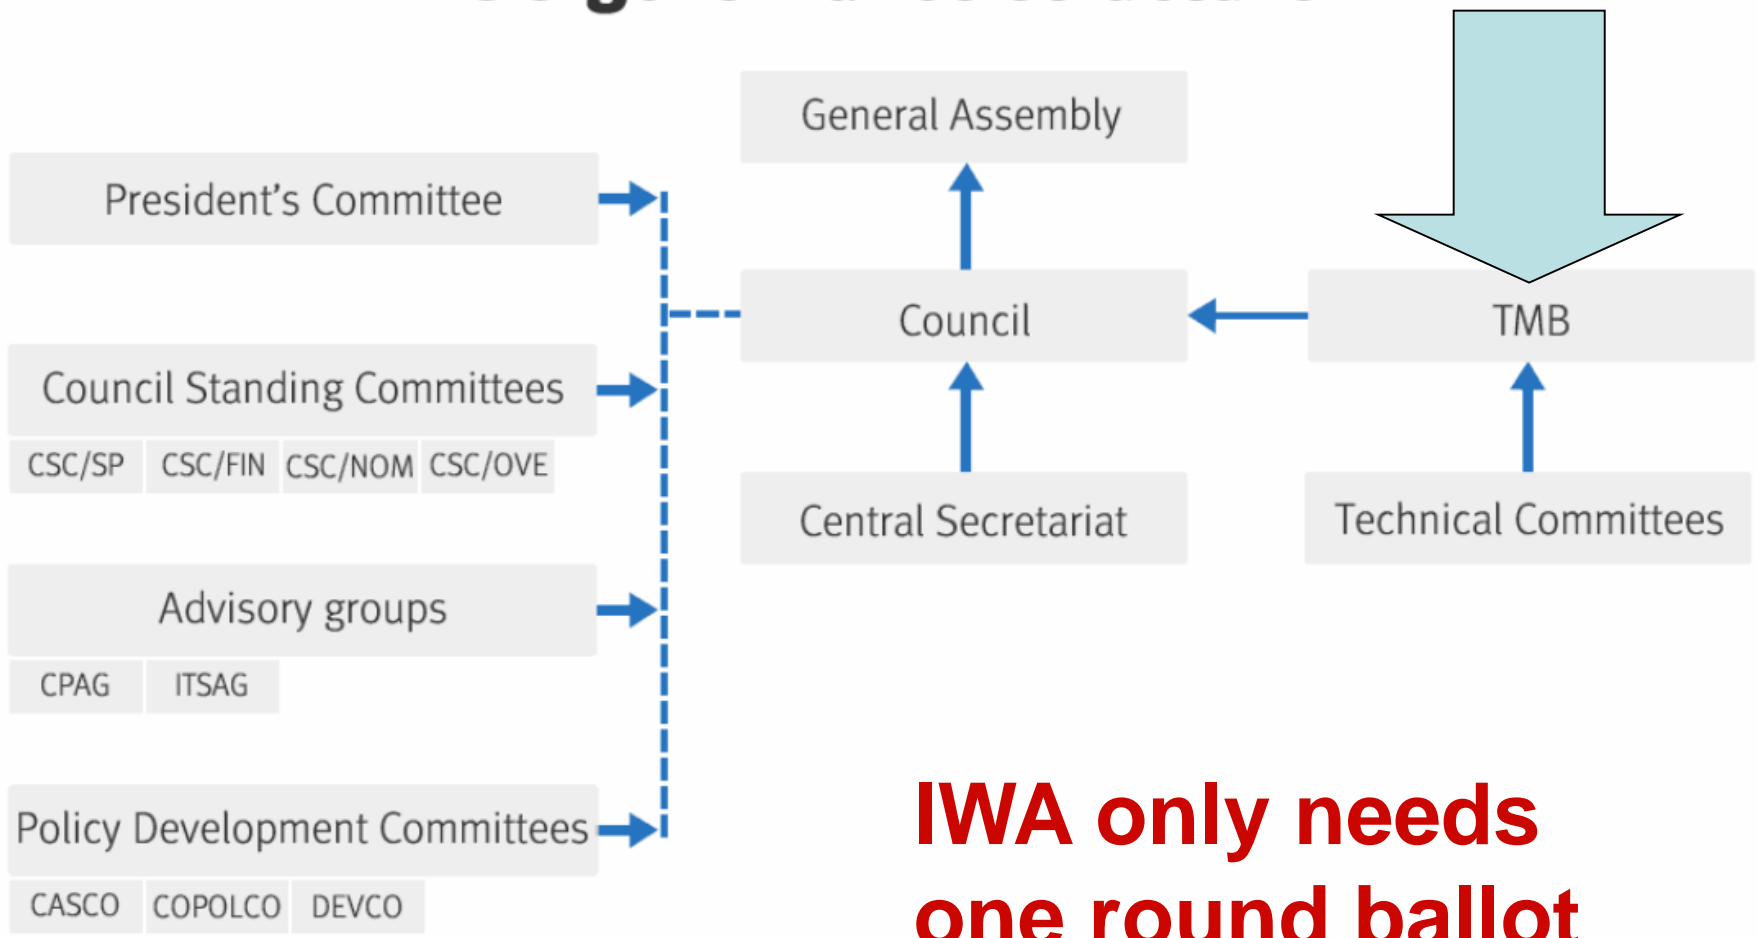 General Assembly
President’s Committee
Council
TMB
Council Standing Committees
CSC/SP CSC/FIN CSC/NOM CSC/OVE
Central Secretariat
Technical Committees
Advisory groups
CPAG ITSAG
Policy Development Committees
CASCO COPOLCO DEVCO
IWA only needs
one round ballot